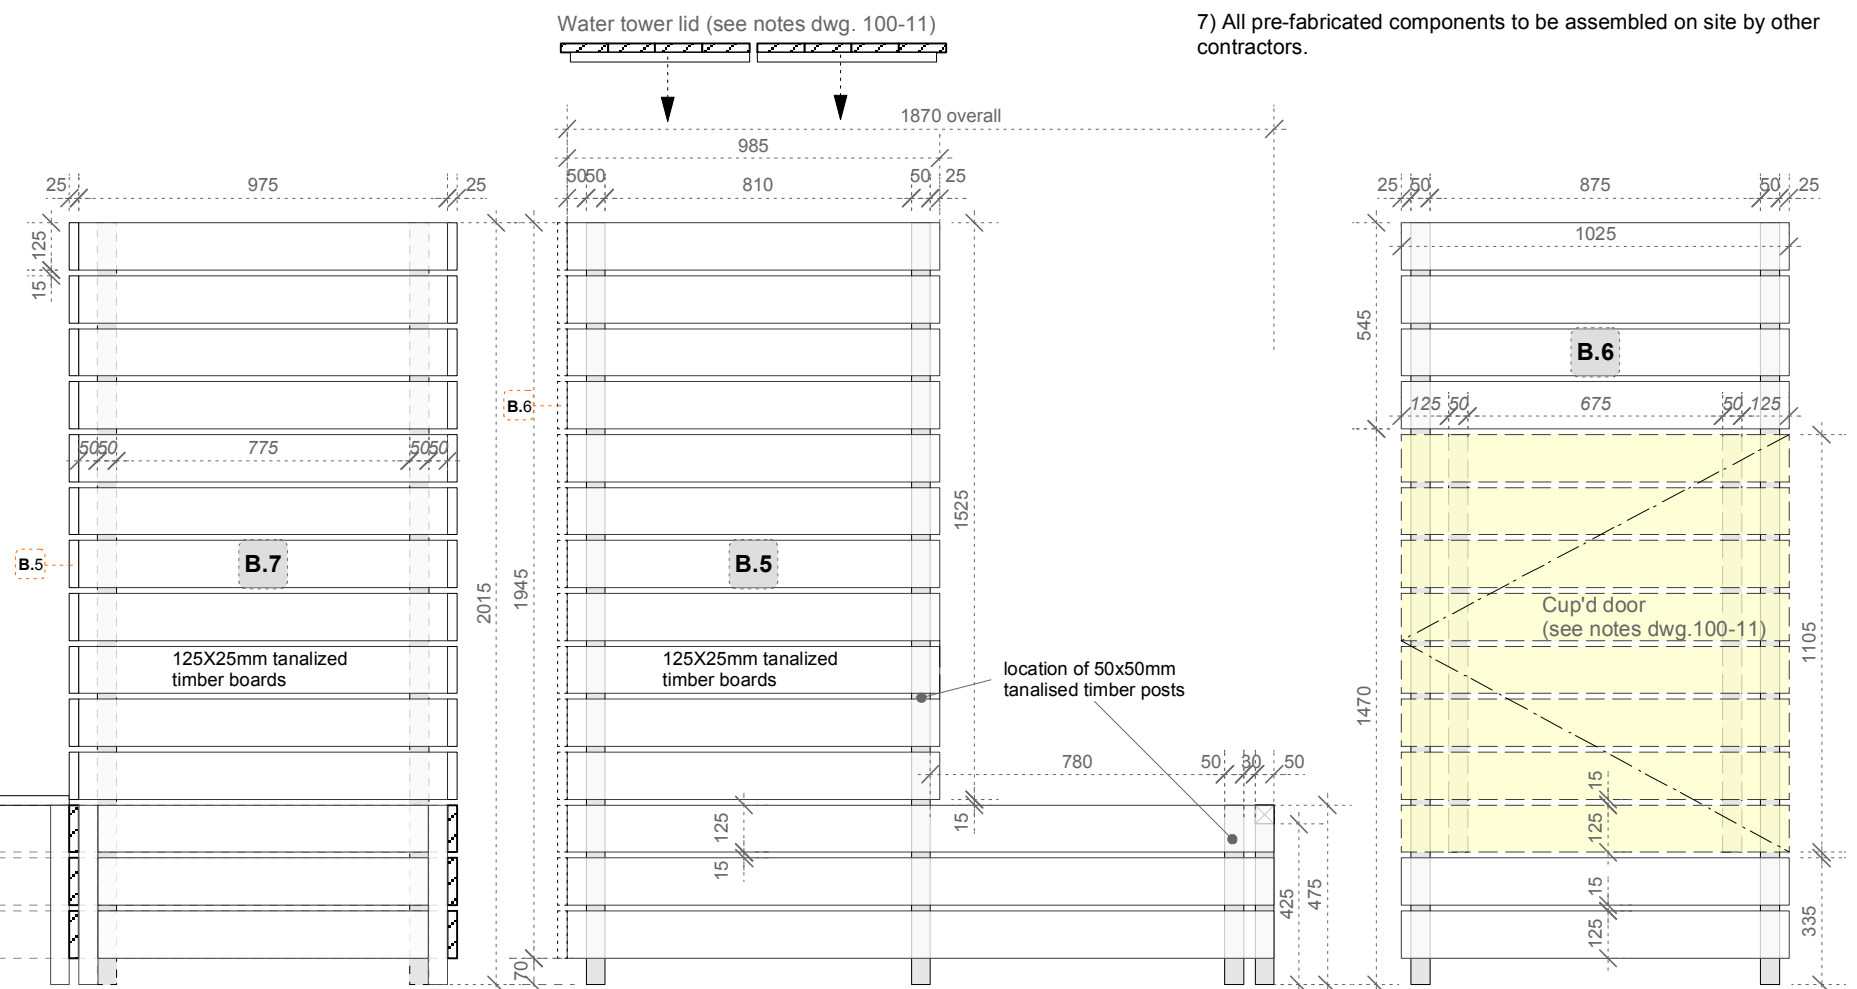 Water tower lid (see notes dwg. 100-11)
7) All pre-fabricated components to be assembled on site by other
contractors.
1870 overall
985
25
975
25
50
50
810
50
25
25
50
875
50
25
1025
125
15
545
B.6
B.6
125
50
675
50
125
50
50
775
50
50
1525
B.5
B.7
B.5
2015
1945
Cup'd door
(see notes dwg.100-11)
1105
125X25mm tanalized
timber boards
125X25mm tanalized
timber boards
location of 50x50mm
tanalised timber posts
1470
780
50
30
50
15
125
15
125
15
425
475
15
125
335
70